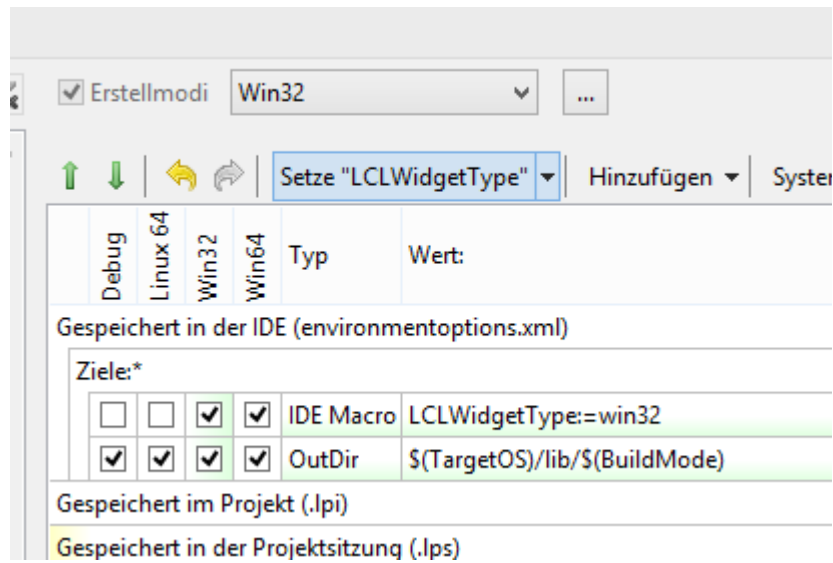 Erstellmodi Win32 ...
Setze "LCLWidgetType" Hinzufügen
Debug Linux 64 Win32 Win64 Typ Wert:
Gespeichert in der IDE (environmentoptions.xml)
Ziele:*
IDE Macro LCLWidgetType:=win32
OutDir $(TargetOS)/lib/$(BuildMode)
Gespeichert im Projekt (.lpi)
Gespeichert in der Projektsitzung (.lps)